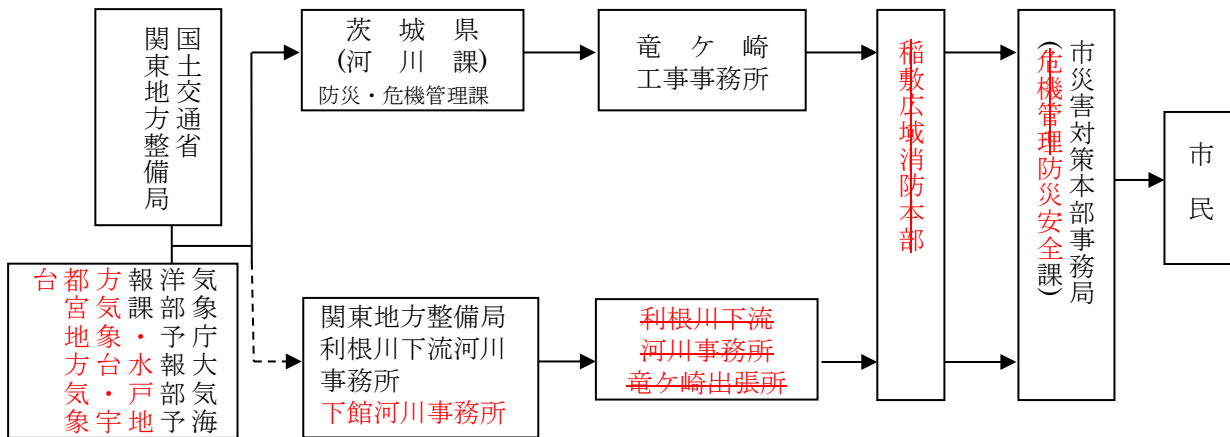 国土交通省
関東地方整備局
茨城県
(河川課)
防災・危機管理課
竜ケ崎
工事事務所
稲敷広域消防本部
市災害対策本部事務局
(危機管理防災安全課)
市民
気象庁大気海
洋部予報部予
報課・水戸地
方気象台・宇
都宮地方気象
台
関東地方整備局
利根川下流河川
事務所
下館河川事務所
利根川下流
河川事務所
竜ケ崎出張所